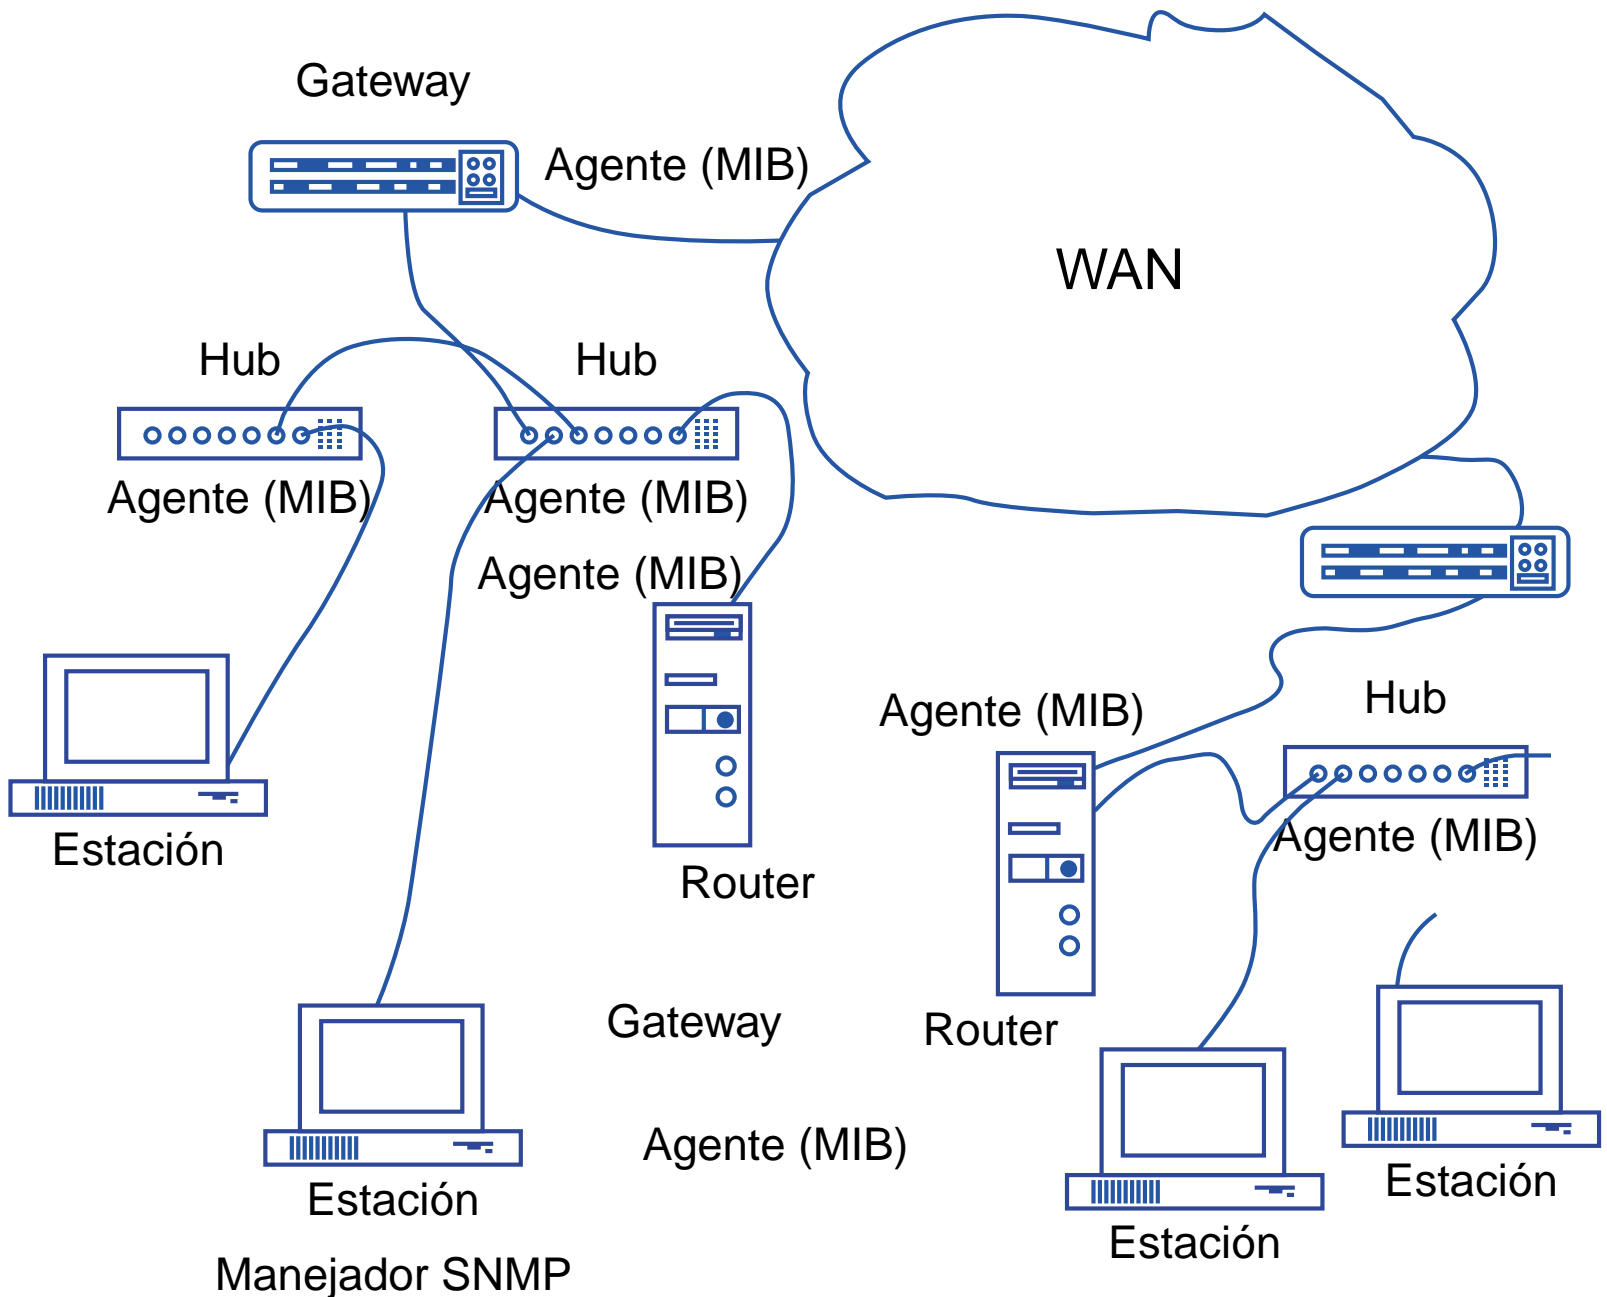 Gateway
Agente (MIB)
WAN
Hub
Hub
Agente (MIB)
Agente (MIB)
Agente (MIB)
Estación
Router
Agente (MIB)
Hub
Agente (MIB)
Router
Gateway
Agente (MIB)
Estación
Manejador SNMP
Estación
Estación